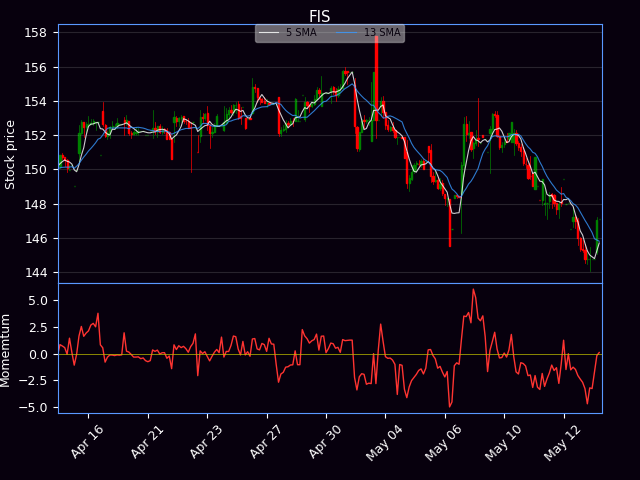 FIS
5 SMA
13 SMA
Stock price
158
156
154
152
150
148
146
144
Momemtum
5.0
2.5
0.0
−2.5
−5.0
Apr 16
Apr 21
Apr 23
Apr 27
Apr 30
May 04
May 06
May 10
May 12